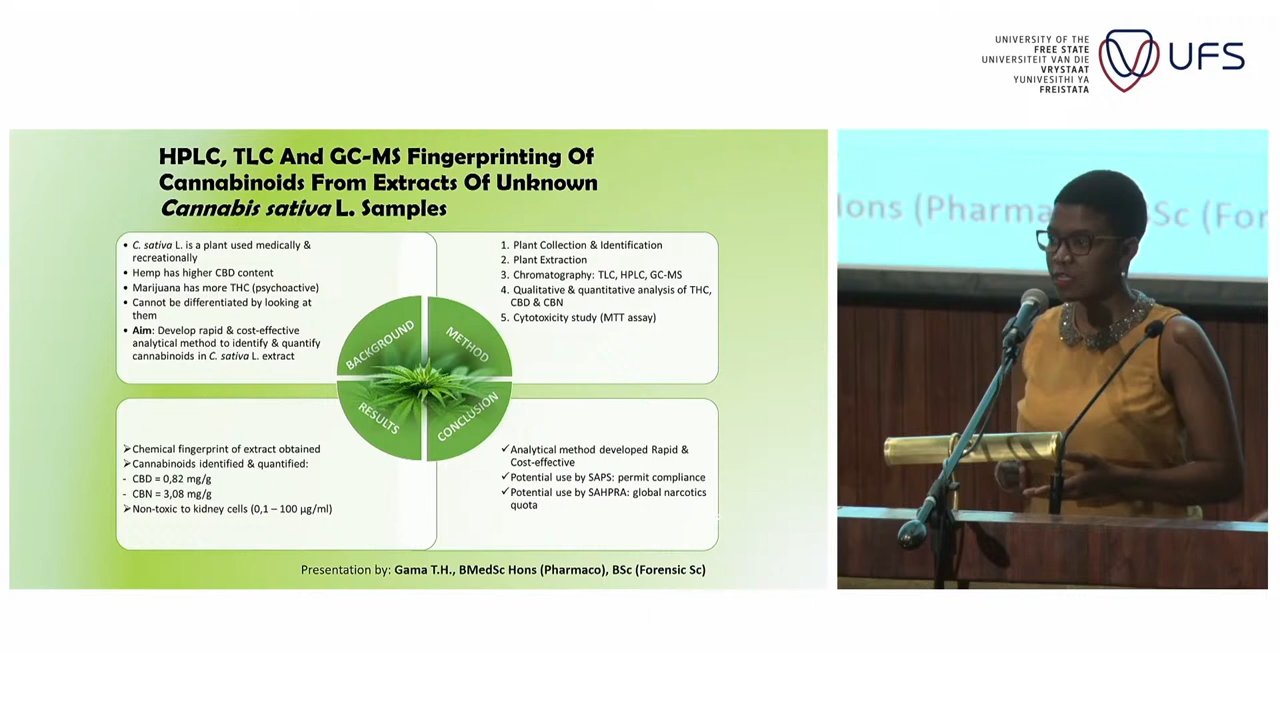 UNIVERSITY OF THE
FREE STATE
UNIVERSITEIT VAN DIE
VRYSTAAT
YUNIVESITHI YA
FREISTATA
UFS
HPLC, TLC And GC-MS Fingerprinting Of
Cannabinoids From Extracts Of Unknown
Cannabis sativa L. Samples
• C. sativa L. is a plant used medically &
recreationally
• Hemp has higher CBD content
• Marijuana has more THC (psychoactive)
• Cannot be differentiated by looking at
them
• Aim: Develop rapid & cost-effective
analytical method to identify & quantify
cannabinoids in C. sativa L. extract
1. Plant Collection & Identification
2. Plant Extraction
3. Chromatography: TLC, HPLC, GC-MS
4. Qualitative & quantitative analysis of THC,
CBD & CBN
5. Cytotoxicity study (MTT assay)
BACKGROUND
METHOD
RESULTS
CONCLUSION
➢Chemical fingerprint of extract obtained
➢Cannabinoids identified & quantified:
- CBD = 0,82 mg/g
- CBN = 3,08 mg/g
➢Non-toxic to kidney cells (0,1 – 100 µg/ml)
✓Analytical method developed Rapid &
Cost-effective
✓Potential use by SAPS: permit compliance
✓Potential use by SAHPRA: global narcotics
quota
Presentation by: Gama T.H., BMedSc Hons (Pharmaco), BSc (Forensic Sc)
Hons (Pharma Sc (For